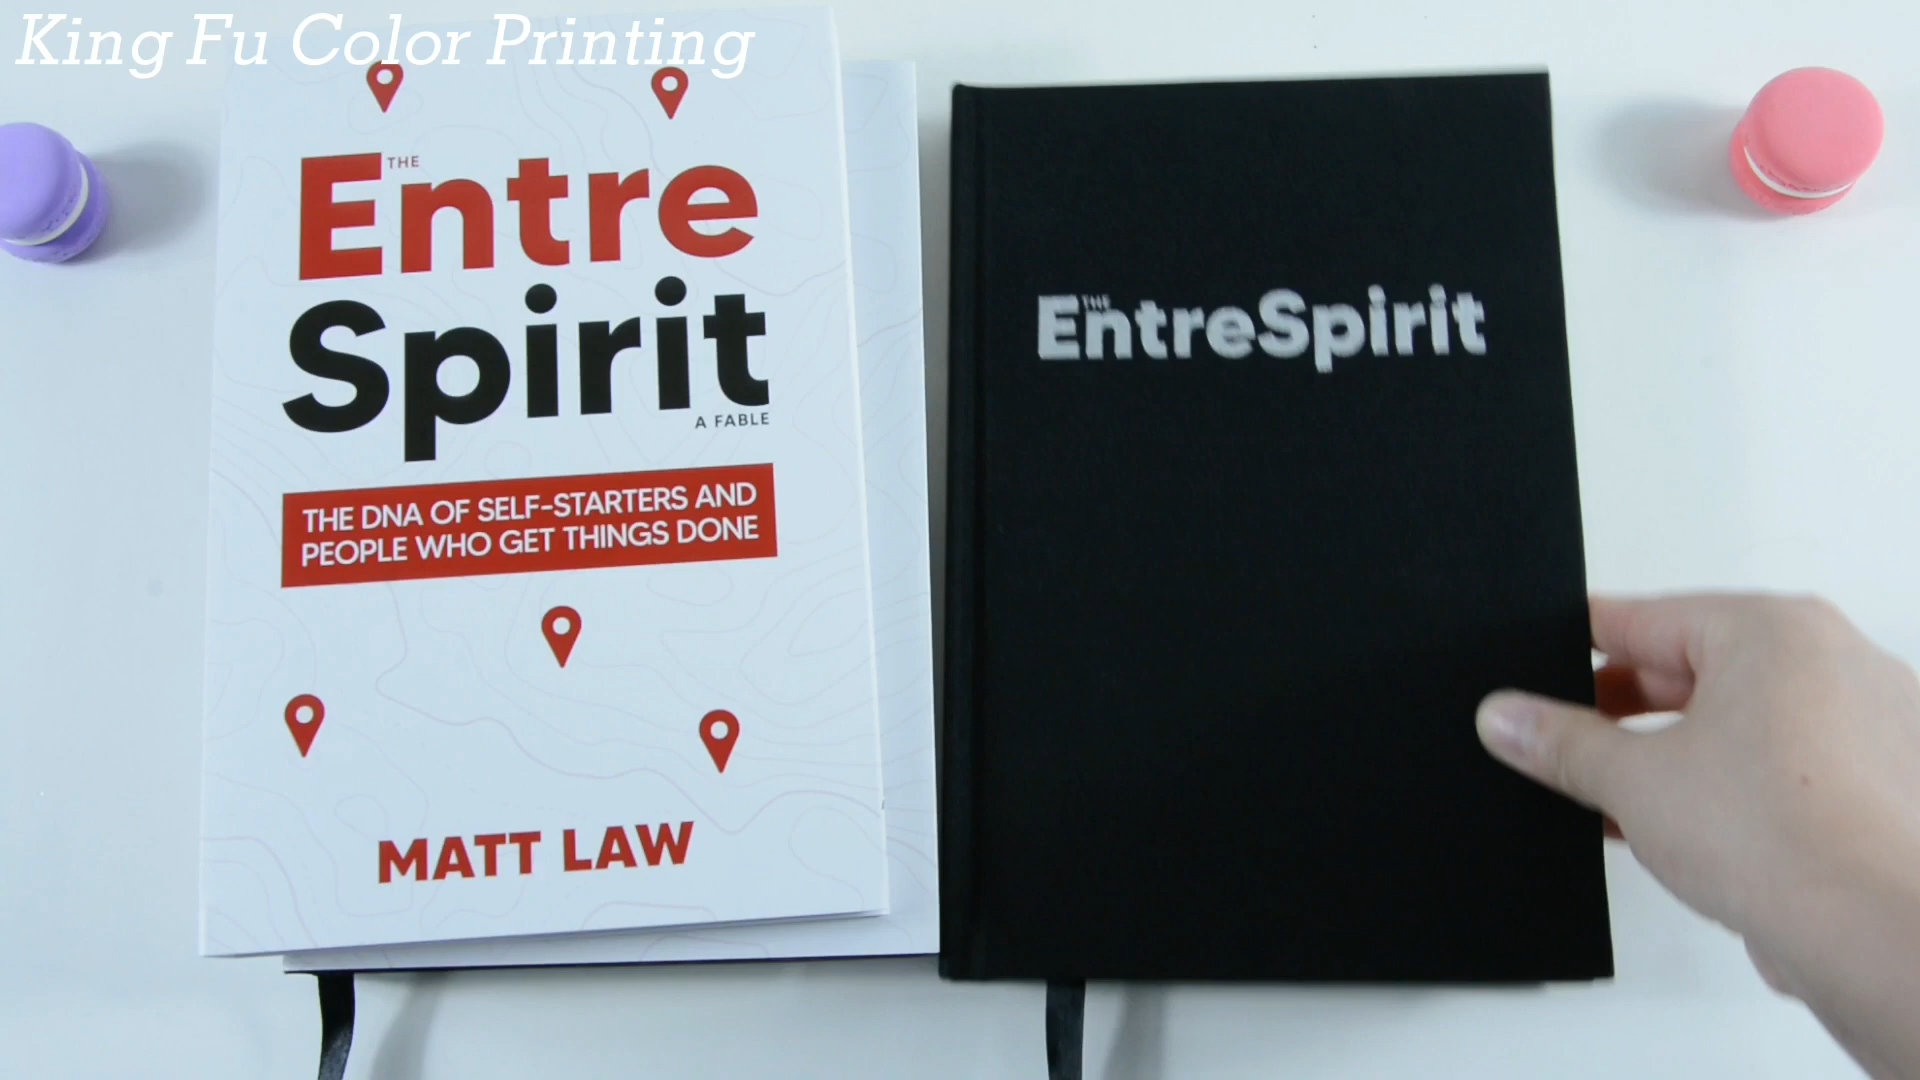 King Fu Color Printing
THE
Entre
Spirit
A FABLE
THE DNA OF SELF-STARTERS AND
PEOPLE WHO GET THINGS DONE
MATT LAW
THE
EntreSpirit